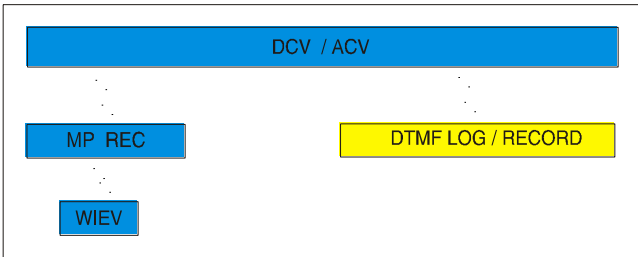 DCV / ACV
MP REC
DTMF LOG / RECORD
WIEV